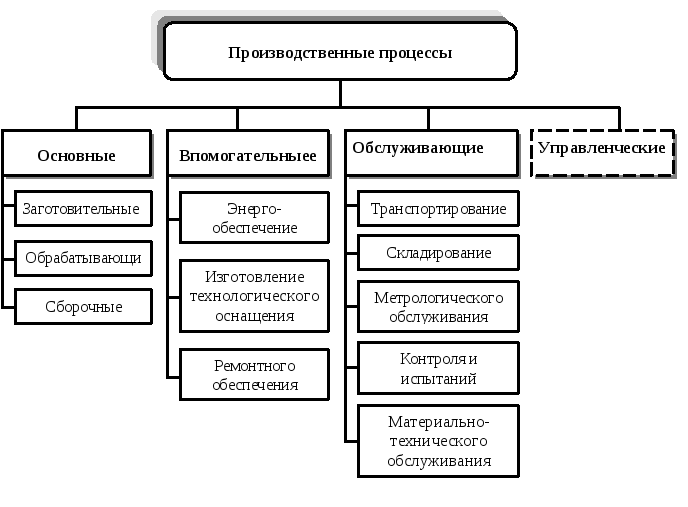 Производственные процессы
Основные
Впомогательныее
Обслуживающие
Управленческие
Заготовительные
Обрабатывающи
Сборочные
Энерго-
обеспечение
Изготовление
технологического
оснащения
Ремонтного
обеспечения
Транспортирование
Складирование
Метрологического
обслуживания
Контроля и
испытаний
Материально-
технического
обслуживания